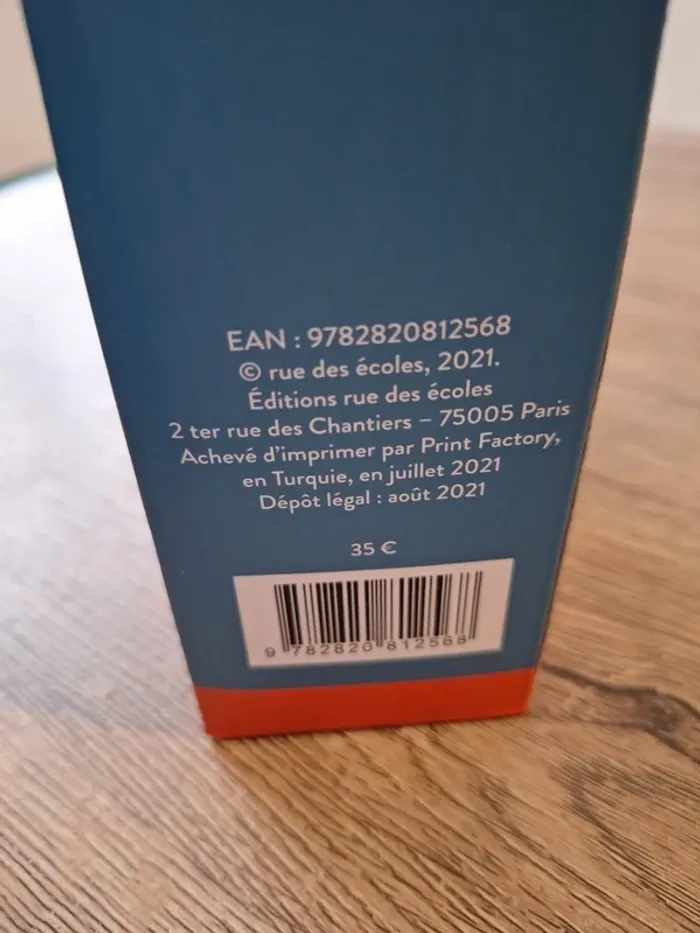 EAN : 9782820812568
© rue des écoles, 2021.
Éditions rue des écoles
2 ter rue des Chantiers – 75005 Paris
Achevé d'imprimer par Print Factory,
en Turquie, en juillet 2021
Dépôt légal : août 2021
35 €
9 782820 812568